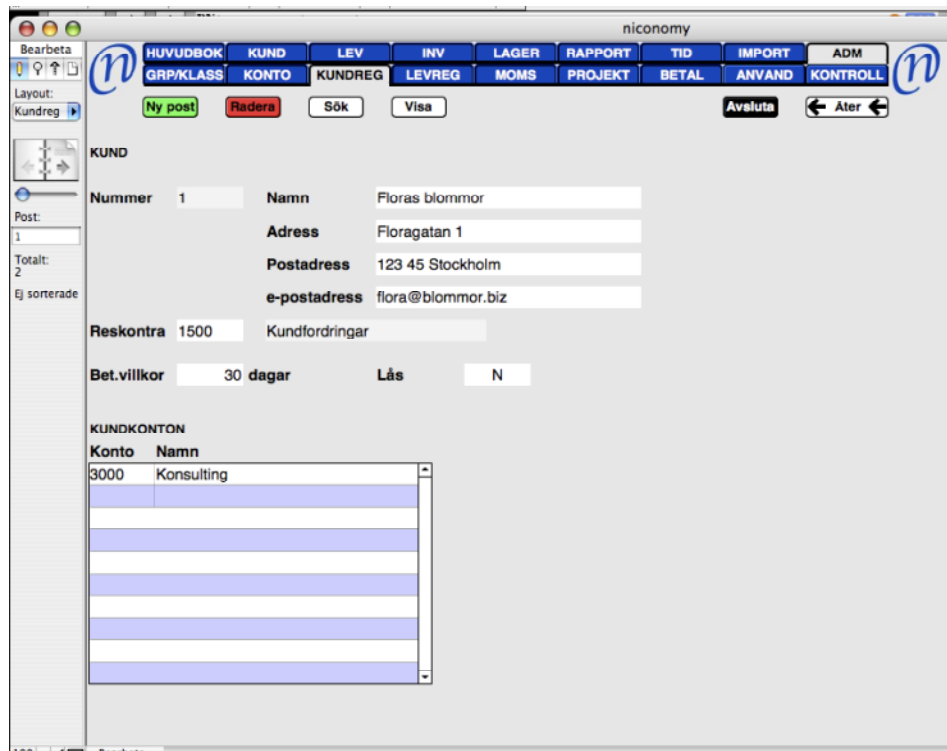 niconomy
Bearbeta
HUVUDBOK KUND LEV INV LAGER RAPPORT TID IMPORT ADM
GRP/KLASS KONTO KUNDREG LEVREG MOMS PROJEKT BETAL ANVAND KONTROLL
n n
Layout:
Kundreg
Ny post Radera Sök Visa Avsluta Åter
KUND
Nummer 1 Namn Floras blommor
Post:
1
Adress Floragatan 1
Totalt:
2
Postadress 123 45 Stockholm
Ej sorterade
e-postadress flora@blommor.biz
Reskontra 1500 Kundfordringar
Bet.villkor 30 dagar Lås N
KUNDKONTON
Konto Namn
3000 Konsulting